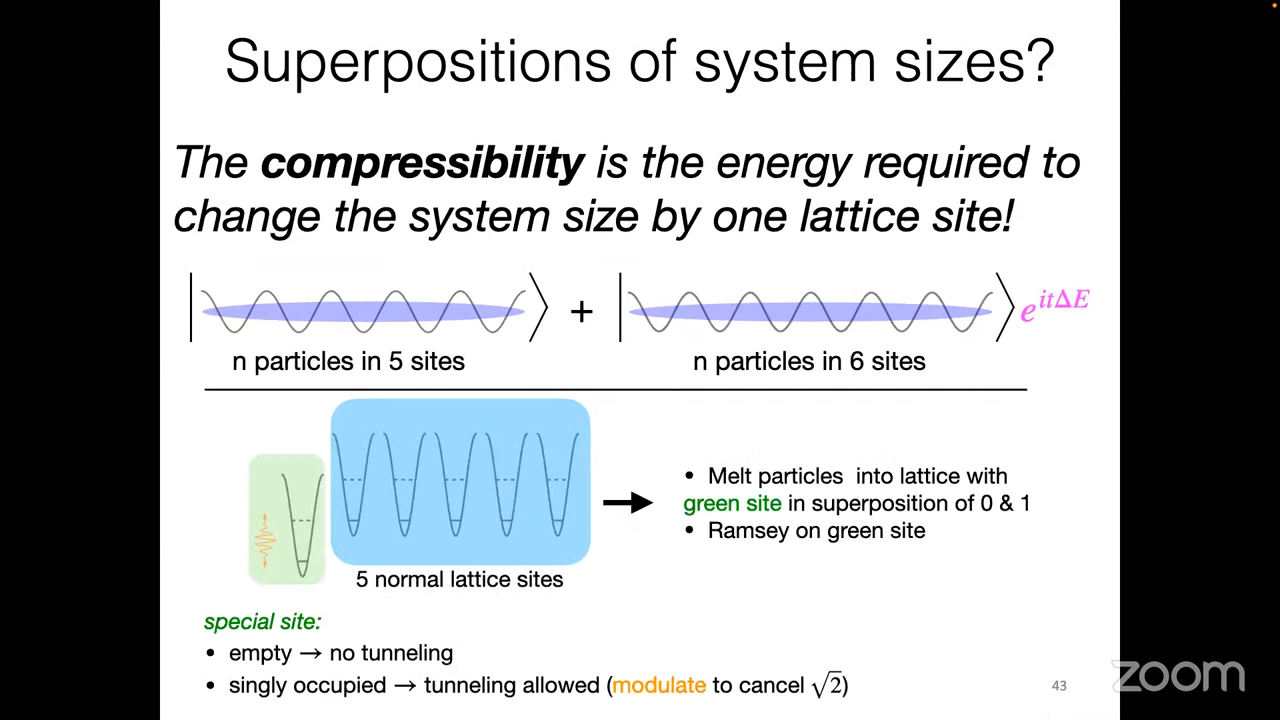 Superpositions of system sizes?
The compressibility is the energy required to
change the system size by one lattice site!
+
e^{itΔE}
n particles in 5 sites
n particles in 6 sites
• Melt particles into lattice with
green site in superposition of 0 & 1
• Ramsey on green site
5 normal lattice sites
special site:
• empty → no tunneling
• singly occupied → tunneling allowed (modulate to cancel √2)
43
zoom